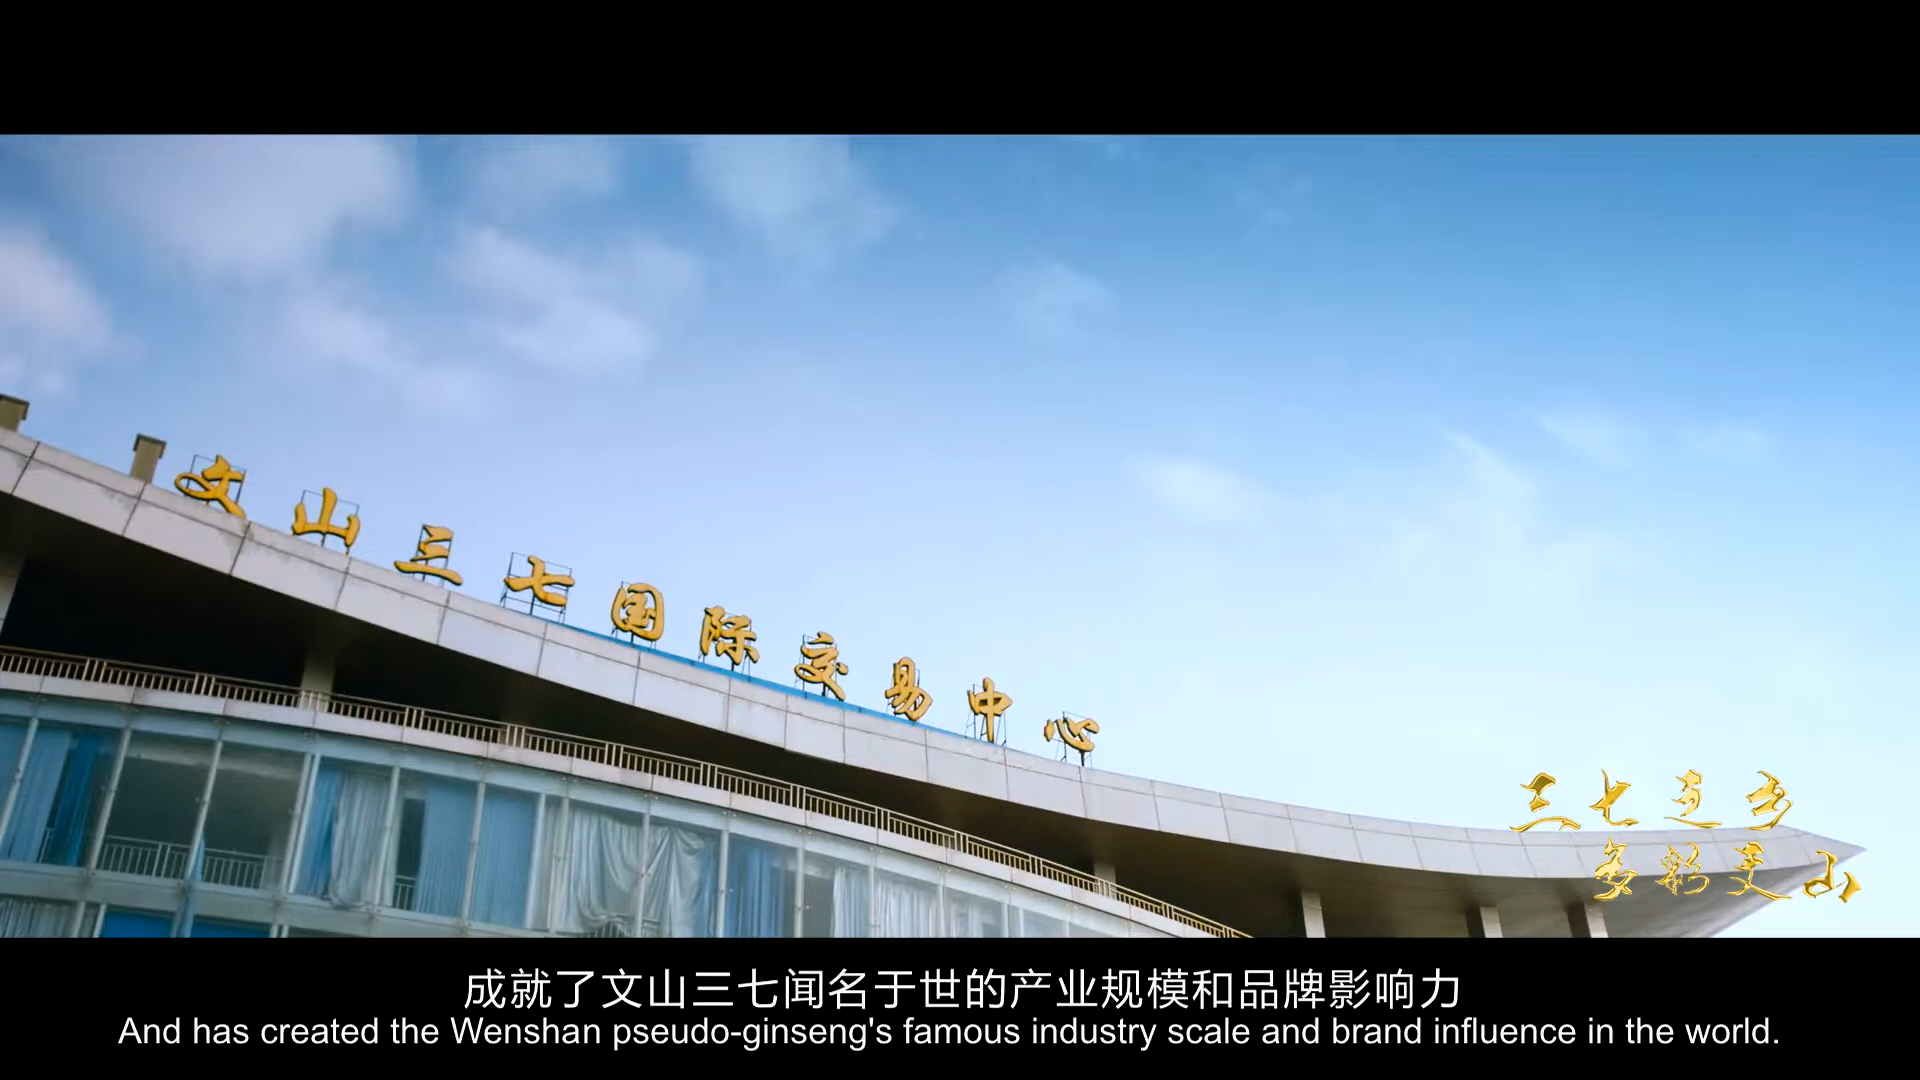 文山三七国际交易中心
三七之乡
多彩文山
成就了文山三七闻名于世的产业规模和品牌影响力
And has created the Wenshan pseudo-ginseng's famous industry scale and brand influence in the world.